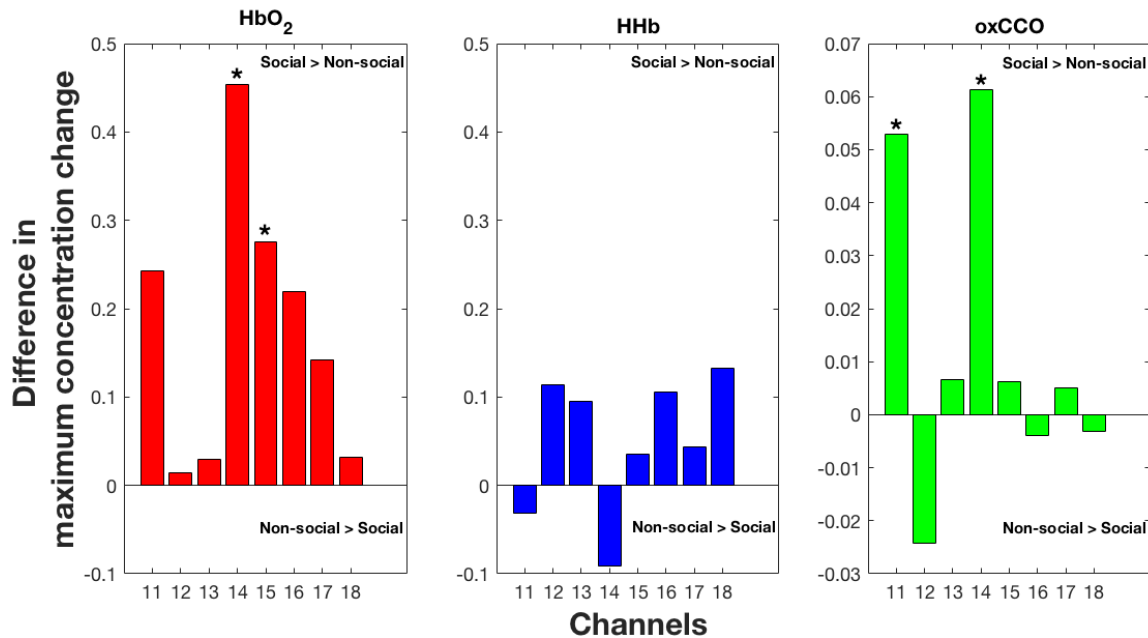 HbO2
HHb
oxCCO
Difference in
maximum concentration change
0.5
0.4
0.3
0.2
0.1
0
-0.1
Social > Non-social
*
*
Non-social > Social
11 12 13 14 15 16 17 18
0.5
0.4
0.3
0.2
0.1
0
-0.1
Social > Non-social
Non-social > Social
11 12 13 14 15 16 17 18
0.07
0.06
0.05
0.04
0.03
0.02
0.01
0
-0.01
-0.02
-0.03
Social > Non-social
*
*
Non-social > Social
11 12 13 14 15 16 17 18
Channels